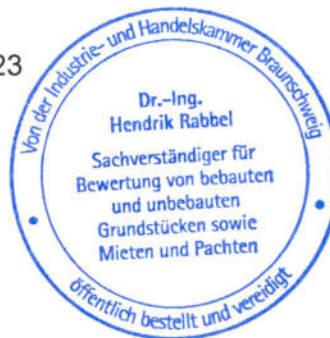 23
Von der Industrie- und Handelskammer Braunschweig
Dr.-Ing.
Hendrik Rabbel
Sachverständiger für
Bewertung von bebauten
und unbebauten
Grundstücken sowie
Mieten und Pachten
öffentlich bestellt und vereidigt